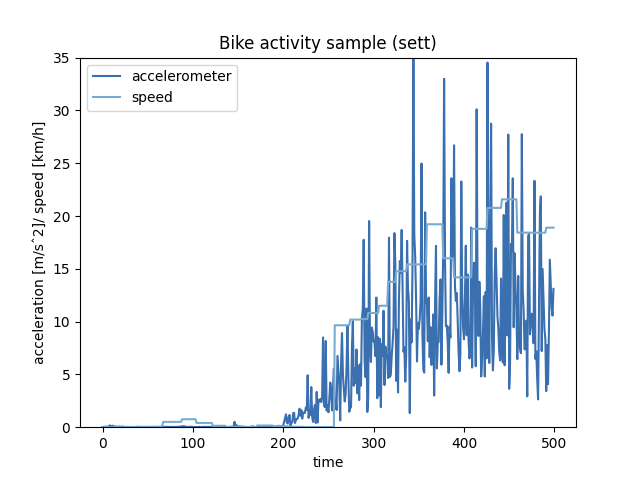 Bike activity sample (sett)
accelerometer
speed
acceleration [m/s^2]/ speed [km/h]
35
30
25
20
15
10
5
0
0 100 200 300 400 500
time